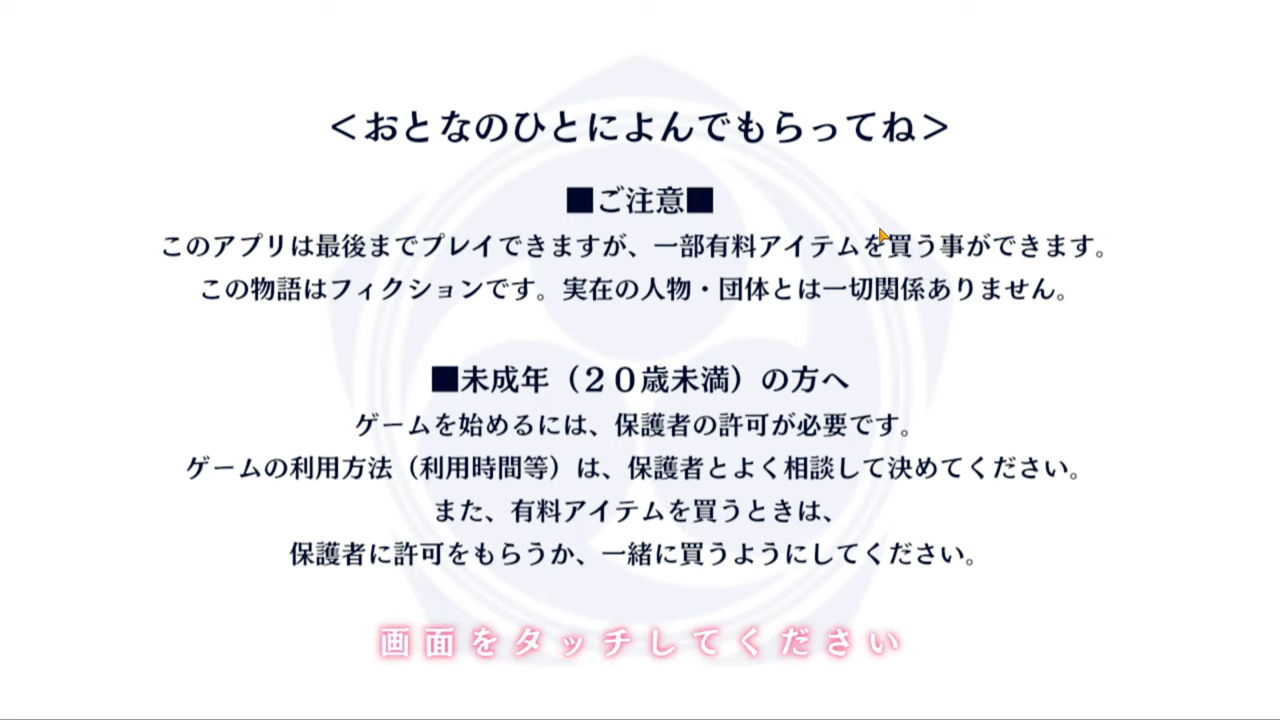 ＜おとなのひとによんでもらってね＞
■ご注意■
このアプリは最後までプレイできますが、一部有料アイテムを買う事ができます。
この物語はフィクションです。実在の人物・団体とは一切関係ありません。
■未成年（２０歳未満）の方へ
ゲームを始めるには、保護者の許可が必要です。
ゲームの利用方法（利用時間等）は、保護者とよく相談して決めてください。
また、有料アイテムを買うときは、
保護者に許可をもらうか、一緒に買うようにしてください。
画面をタッチしてください